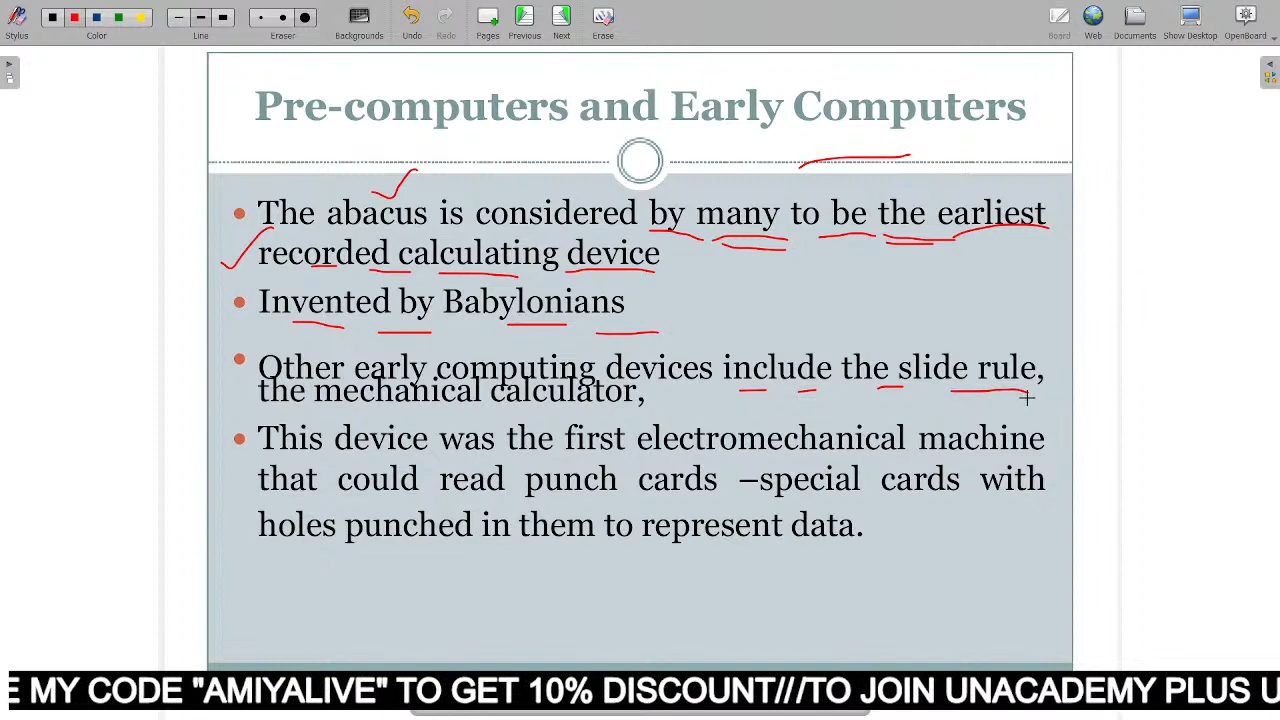 Stylus Color Line Eraser Backgrounds Undo Redo Pages Previous Next Erase Board Web Documents Show Desktop OpenBoard
Pre-computers and Early Computers
• The abacus is considered by many to be the earliest
recorded calculating device
• Invented by Babylonians
• Other early computing devices include the slide rule,
the mechanical calculator,
• This device was the first electromechanical machine
that could read punch cards –special cards with
holes punched in them to represent data.
E MY CODE "AMIYALIVE" TO GET 10% DISCOUNT///TO JOIN UNACADEMY PLUS U